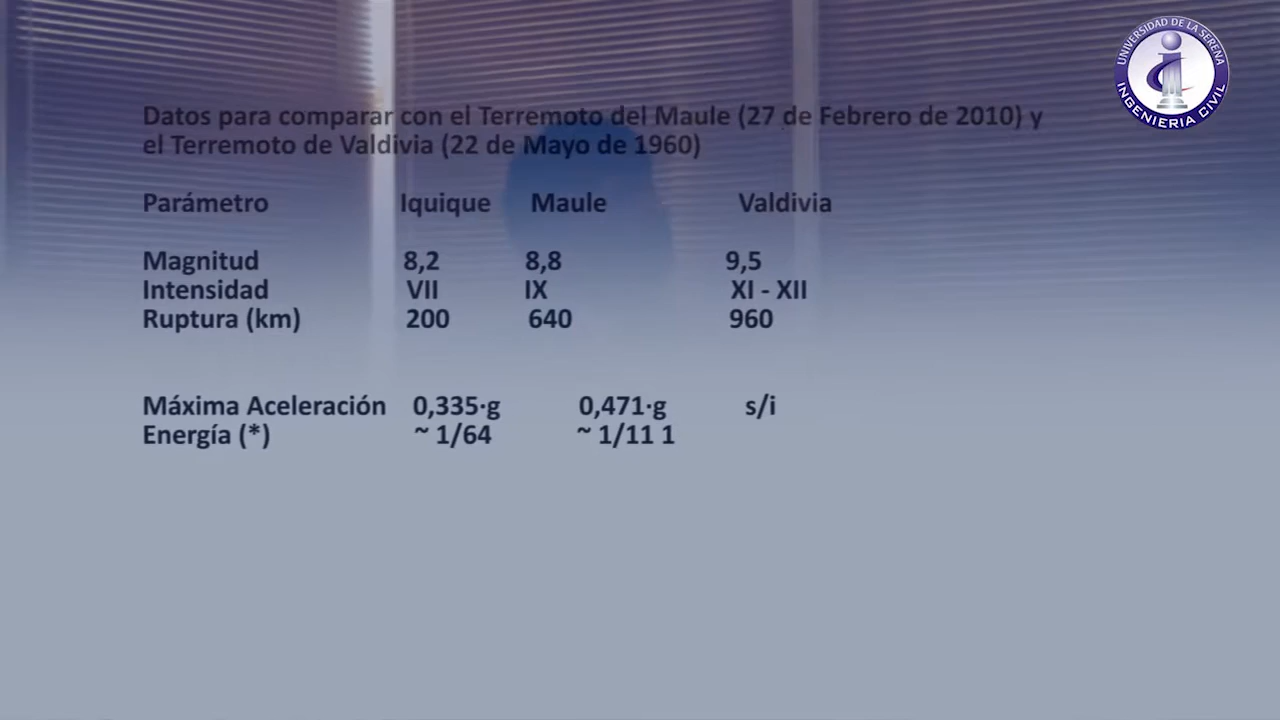 UNIVERSIDAD DE LA SERENA
INGENIERIA CIVIL
Datos para comparar con el Terremoto del Maule (27 de Febrero de 2010) y
el Terremoto de Valdivia (22 de Mayo de 1960)
Parámetro Iquique Maule Valdivia
Magnitud 8,2 8,8 9,5
Intensidad VII IX XI - XII
Ruptura (km) 200 640 960
Máxima Aceleración 0,335·g 0,471·g s/i
Energía (*) ~ 1/64 ~ 1/11 1